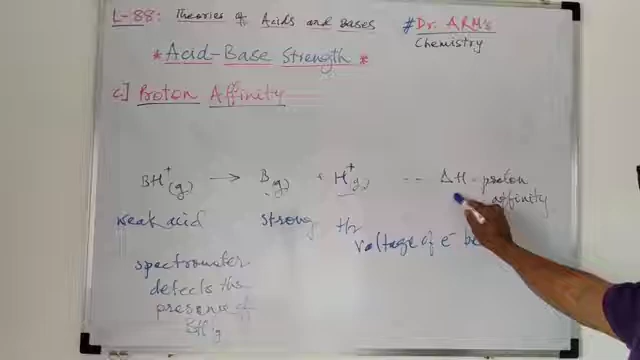 L-88: Theories of Acids and Bases
#Dr. ARM's
Chemistry
* Acid-Base Strength *
c] Proton Affinity
BH⁺(g) → B(g) + H⁺(g) -- ΔH = proton
affinity
weak acid strong H₂
voltage of e⁻ be
spectrometer
detects the
presence of
BH g